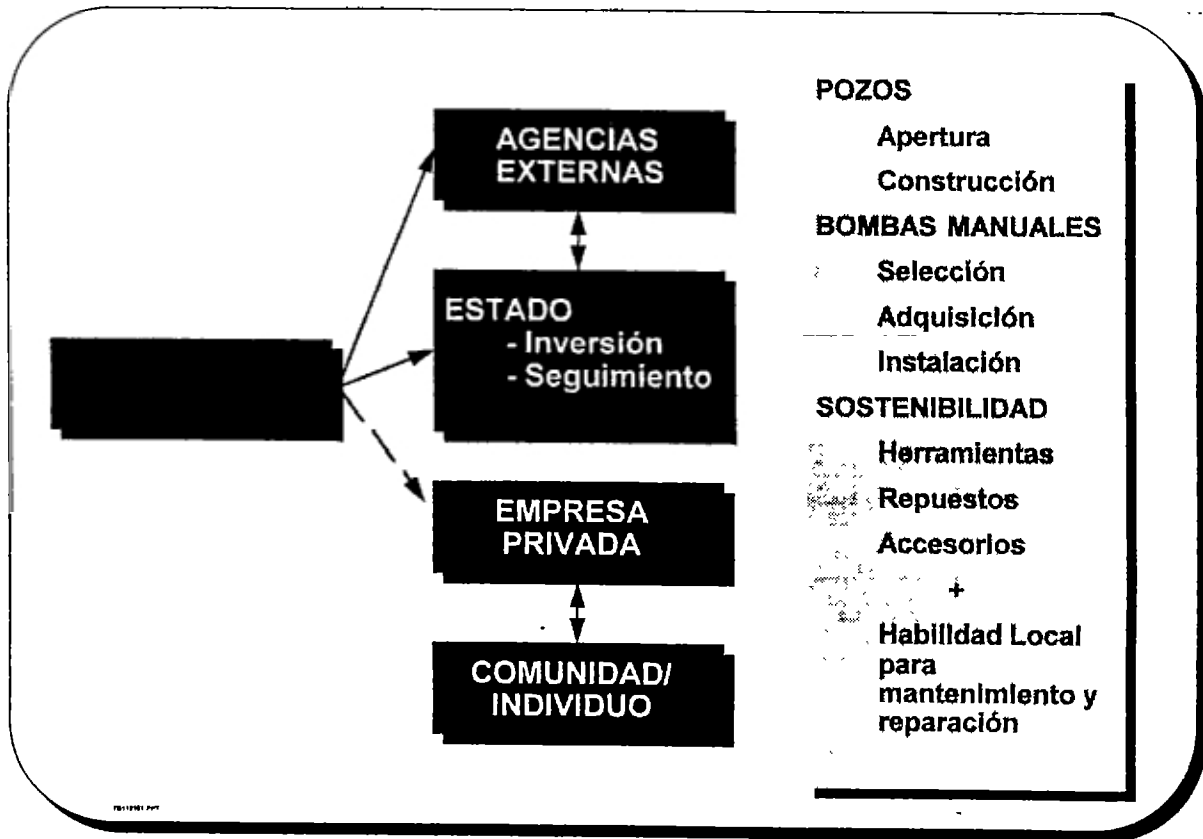 AGENCIAS
EXTERNAS
ESTADO
- Inversión
- Seguimiento
EMPRESA
PRIVADA
COMUNIDAD/
INDIVIDUO
POZOS
Apertura
Construcción
BOMBAS MANUALES
Selección
Adquisición
Instalación
SOSTENIBILIDAD
Herramientas
Repuestos
Accesorios
+
Habilidad Local
para
mantenimiento y
reparación